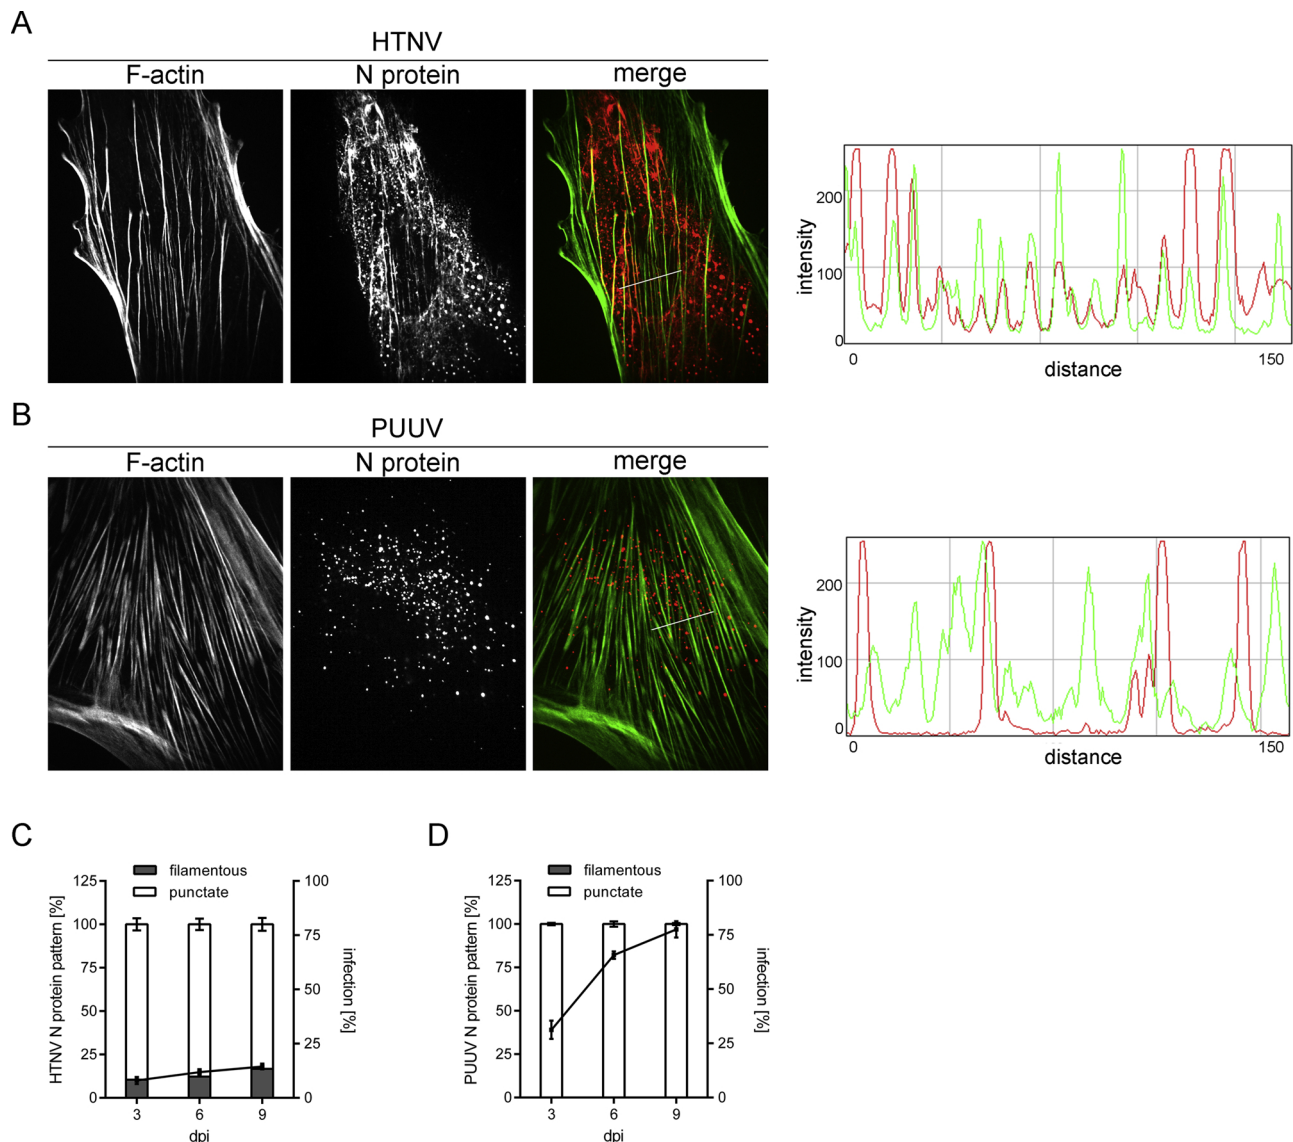 A
HTNV
F-actin N protein merge
intensity
200
100
0
0 150
distance
B
PUUV
F-actin N protein merge
intensity
200
100
0
0 150
distance
C
filamentous
punctate
HTNV N protein pattern [%]
125
100
75
50
25
0
100
75
50
25
0
infection [%]
3 6 9
dpi
D
filamentous
punctate
PUUV N protein pattern [%]
125
100
75
50
25
0
100
75
50
25
0
infection [%]
3 6 9
dpi